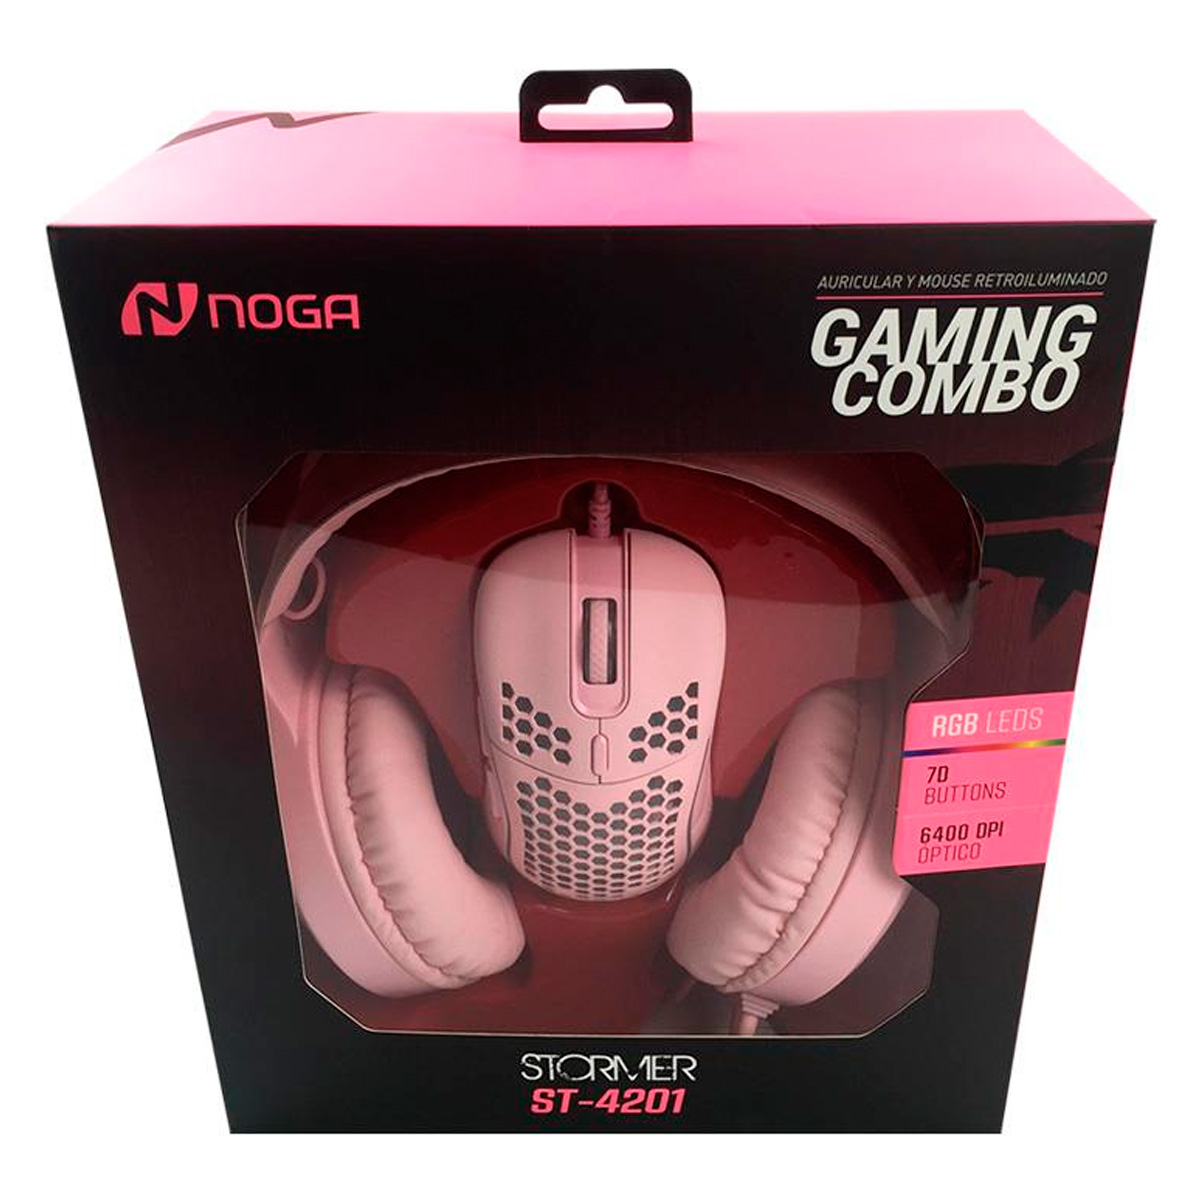 NOGA
AURICULAR Y MOUSE RETROILUMINADO
GAMING
COMBO
RGB LEDS
7D
BUTTONS
6400 DPI
OPTICO
STORMER
ST-4201